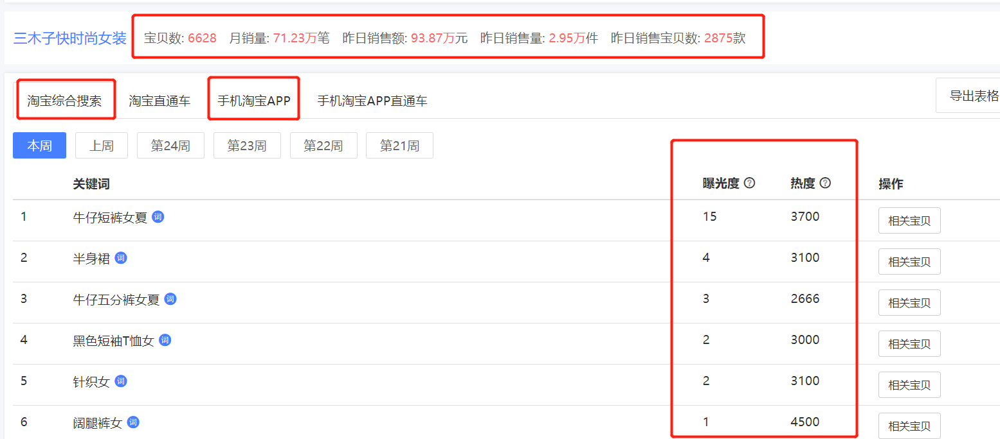 三木子快时尚女装 宝贝数: 6628 月销量: 71.23万笔 昨日销售额: 93.87万元 昨日销售量: 2.95万件 昨日销售宝贝数: 2875款
淘宝综合搜索 淘宝直通车 手机淘宝APP 手机淘宝APP直通车 导出表格
本周 上周 第24周 第23周 第22周 第21周
关键词 曝光度 ? 热度 ? 操作
1 牛仔短裤女夏 词 15 3700 相关宝贝
2 半身裙 词 4 3100 相关宝贝
3 牛仔五分裤女夏 词 3 2666 相关宝贝
4 黑色短袖T恤女 词 2 3000 相关宝贝
5 针织女 词 2 3100 相关宝贝
6 阔腿裤女 词 1 4500 相关宝贝